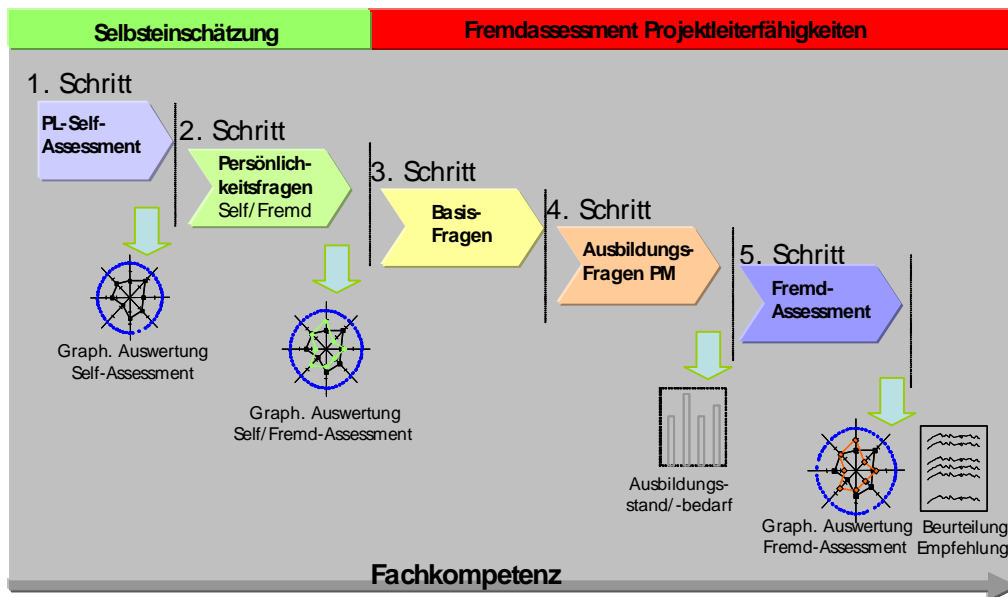 Selbsteinschätzung
Fremdassessment Projektleiterfähigkeiten
1. Schritt
PL-Self-
Assessment
2. Schritt
Persönlich-
keitsfragen
Self/Fremd
3. Schritt
Basis-
Fragen
4. Schritt
Ausbildungs-
Fragen PM
5. Schritt
Fremd-
Assessment
Graph. Auswertung
Self-Assessment
Graph. Auswertung
Self/Fremd-Assessment
Ausbildungs-
stand/-bedarf
Graph. Auswertung
Fremd-Assessment
Beurteilung
Empfehlung
Fachkompetenz